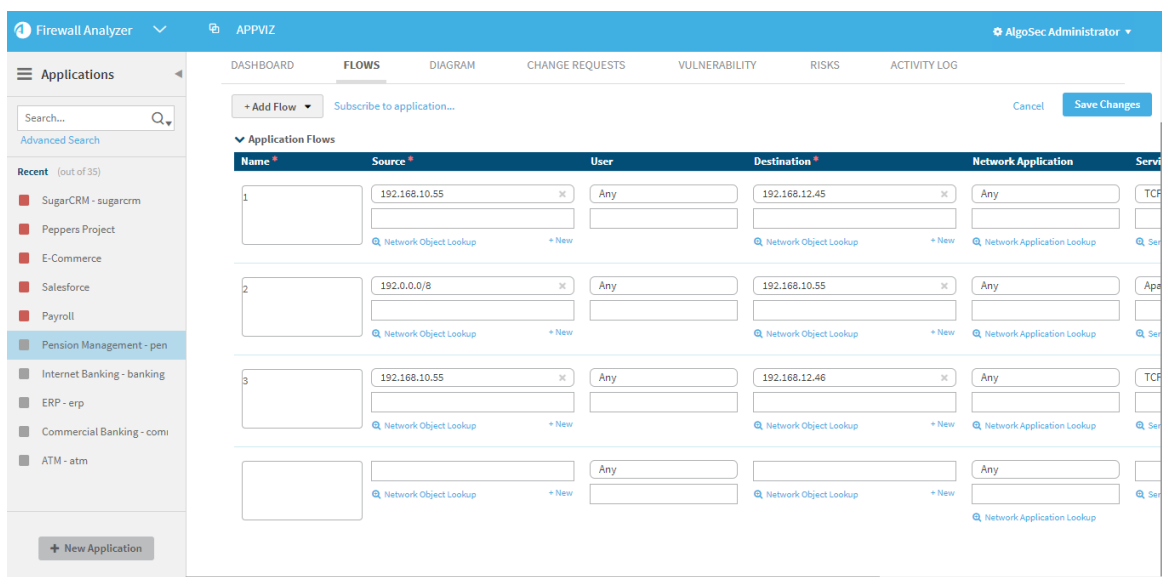 Firewall Analyzer APPVIZ AlgoSec Administrator
Applications DASHBOARD FLOWS DIAGRAM CHANGE REQUESTS VULNERABILITY RISKS ACTIVITY LOG
Search...
Advanced Search
Recent (out of 35)
SugarCRM - sugarcrm
Peppers Project
E-Commerce
Salesforce
Payroll
Pension Management - pen
Internet Banking - banking
ERP - erp
Commercial Banking - com
ATM - atm
+ New Application
+ Add Flow Subscribe to application... Cancel Save Changes
Application Flows
Name * Source * User Destination * Network Application Servi
1 192.168.10.55 × Any 192.168.12.45 × Any TCP
Network Object Lookup + New Network Object Lookup + New Network Application Lookup Ser
2 192.0.0.0/8 × Any 192.168.10.55 × Any Apa
Network Object Lookup + New Network Object Lookup + New Network Application Lookup Ser
3 192.168.10.55 × Any 192.168.12.46 × Any TCP
Network Object Lookup + New Network Object Lookup + New Network Application Lookup Ser
Any Any
Network Object Lookup + New Network Object Lookup + New Ser
Network Application Lookup